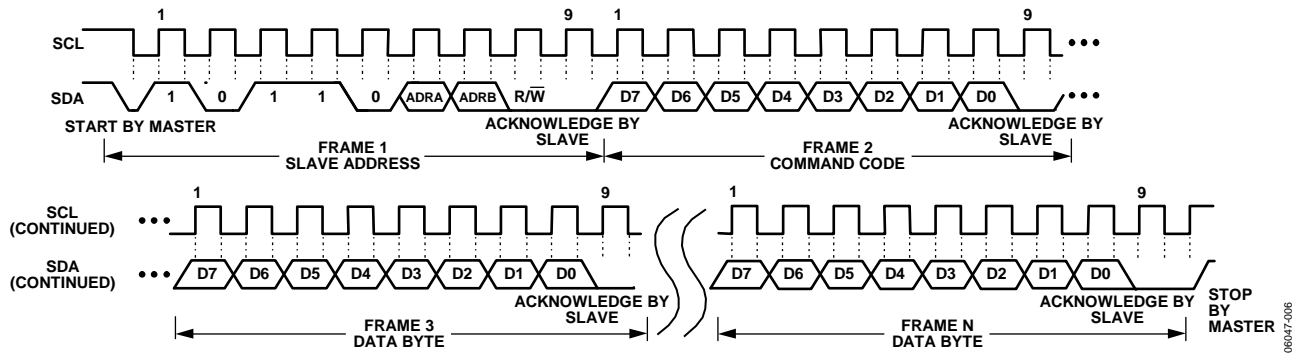 1 9 1 9
SCL
SDA 1 0 1 1 0 ADRA ADRB R/W̅ D7 D6 D5 D4 D3 D2 D1 D0
START BY MASTER
ACKNOWLEDGE BY
SLAVE
ACKNOWLEDGE BY
SLAVE
FRAME 1
SLAVE ADDRESS
FRAME 2
COMMAND CODE
1 9 1 9
SCL
(CONTINUED)
SDA
(CONTINUED)
D7 D6 D5 D4 D3 D2 D1 D0 D7 D6 D5 D4 D3 D2 D1 D0
ACKNOWLEDGE BY
SLAVE
ACKNOWLEDGE BY
SLAVE
STOP
BY
MASTER
FRAME 3
DATA BYTE
FRAME N
DATA BYTE
06047-006